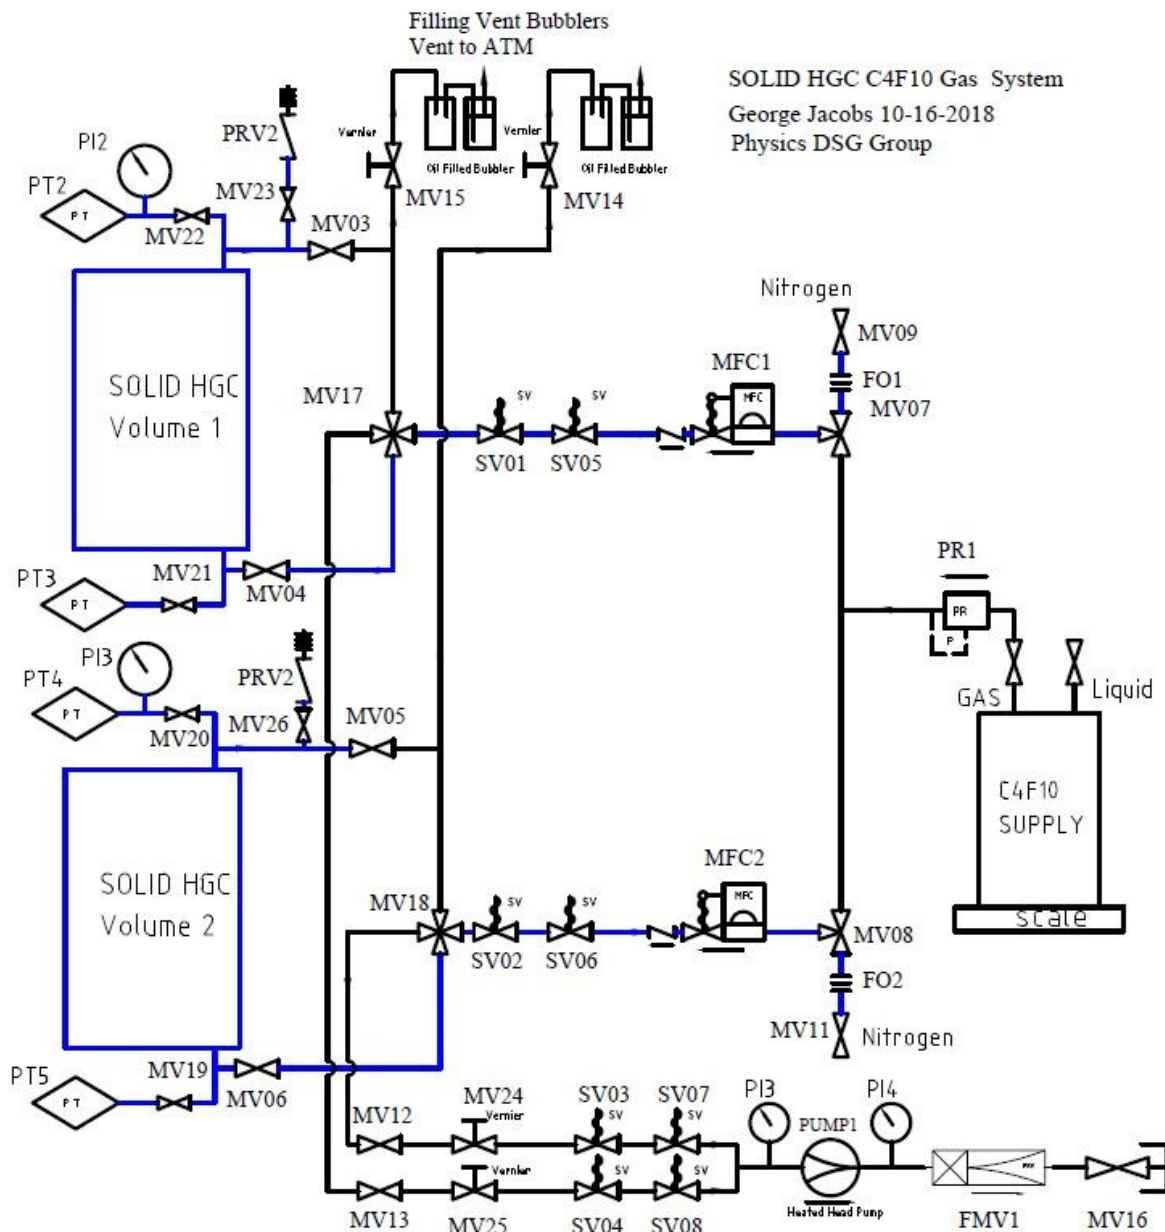 Filling Vent Bubblers
Vent to ATM
SOLID HGC C4F10 Gas System
George Jacobs 10-16-2018
Physics DSG Group
PRV2
PI2
PT2
PT
MV22
MV23
MV03
Vernier
MV15
Oil Filled Bubbler
Vernier
MV14
Oil Filled Bubbler
SOLID HGC
Volume 1
Nitrogen
MV09
FO1
MV07
MFC1
MFC
MV17
SV
SV
SV01
SV05
PT3
PT
MV21
MV04
PR1
PR
P
GAS
Liquid
C4F10
SUPPLY
scale
PI3
PT4
PT
MV20
PRV2
MV26
MV05
SOLID HGC
Volume 2
MFC2
MFC
MV18
SV
SV
SV02
SV06
MV08
FO2
MV11
Nitrogen
PT5
PT
MV19
MV06
MV12
MV24
Vernier
SV03
SV
SV07
SV
PI3
PUMP1
PI4
MV13
Vernier
MV25
SV
SV04
SV
SV08
Heated Head Pump
FMV1
MV16